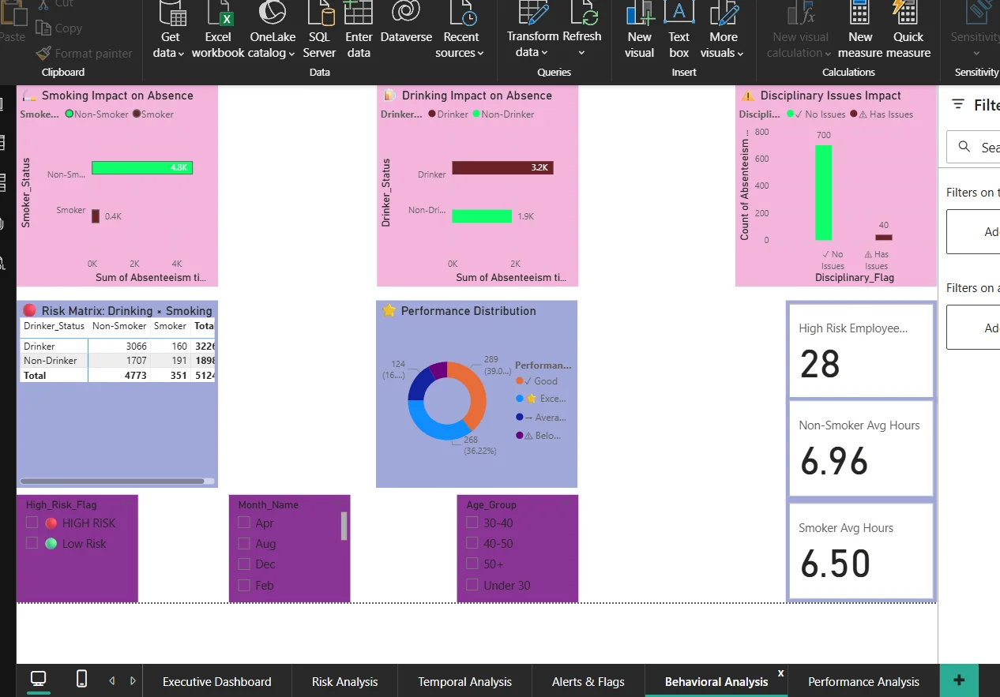 Cut
Paste
Copy
Format painter
Clipboard
Get data
Excel workbook
OneLake catalog
SQL Server
Enter data
Dataverse
Recent sources
Data
Transform data
Refresh
Queries
New visual
Text box
More visuals
Insert
New visual calculation
New measure
Quick measure
Calculations
Sensitivity
Sensitivity
Smoking Impact on Absence
Smoke... Non-Smoker Smoker
Smoker_Status
Non-Sm...
4.8K
Smoker
0.4K
0K 2K 4K
Sum of Absenteeism ti...
Drinking Impact on Absence
Drinker... Drinker Non-Drinker
Drinker_Status
Drinker
3.2K
Non-Dri...
1.9K
0K 2K
Sum of Absenteeism ti...
Disciplinary Issues Impact
Discipli... ✓ No Issues ⚠ Has Issues
Count of Absenteeism ...
800
600
400
200
0
700
40
✓ No Issues
⚠ Has Issues
Disciplinary_Flag
Filte
Sea
Filters on t
Ad
Filters on a
Ad
Risk Matrix: Drinking × Smoking
Drinker_Status Non-Smoker Smoker Total
Drinker 3066 160 3226
Non-Drinker 1707 191 1898
Total 4773 351 5124
Performance Distribution
124
(16....)
289
(39.0...)
268
(36.22%)
Performan...
✓ Good
Exce...
→ Avera...
⚠ Belo...
High Risk Employee...
28
Non-Smoker Avg Hours
6.96
Smoker Avg Hours
6.50
High_Risk_Flag
HIGH RISK
Low Risk
Month_Name
Apr
Aug
Dec
Feb
Age_Group
30-40
40-50
50+
Under 30
Executive Dashboard
Risk Analysis
Temporal Analysis
Alerts & Flags
Behavioral Analysis
x
Performance Analysis
+